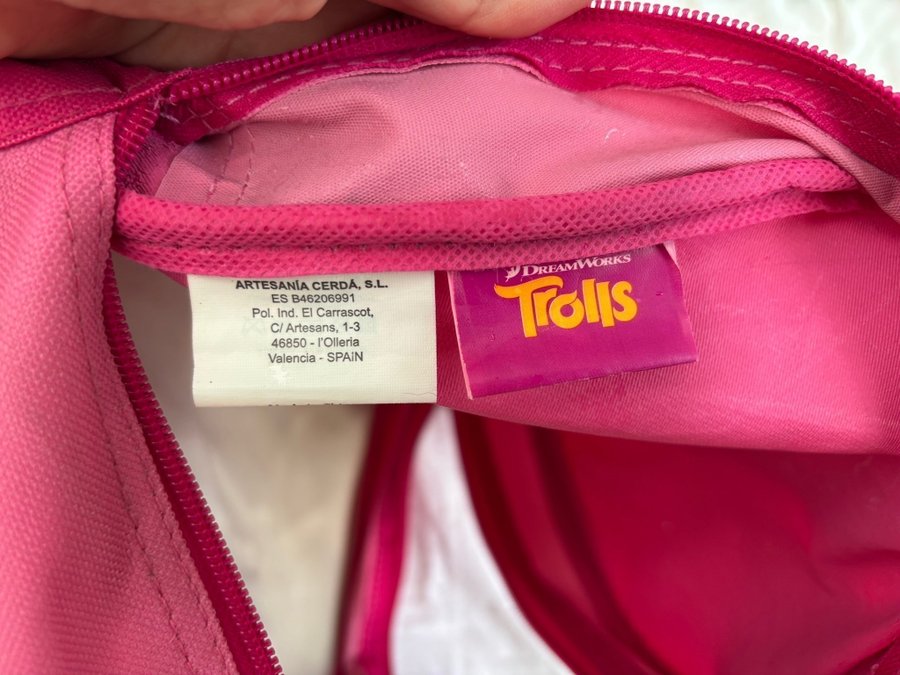 ARTESANÍA CERDÁ, S.L.
ES B46206991
Pol. Ind. El Carrascot,
C/ Artesans, 1-3
46850 - l'Olleria
Valencia - SPAiN
DREAMWORKS
Trolls